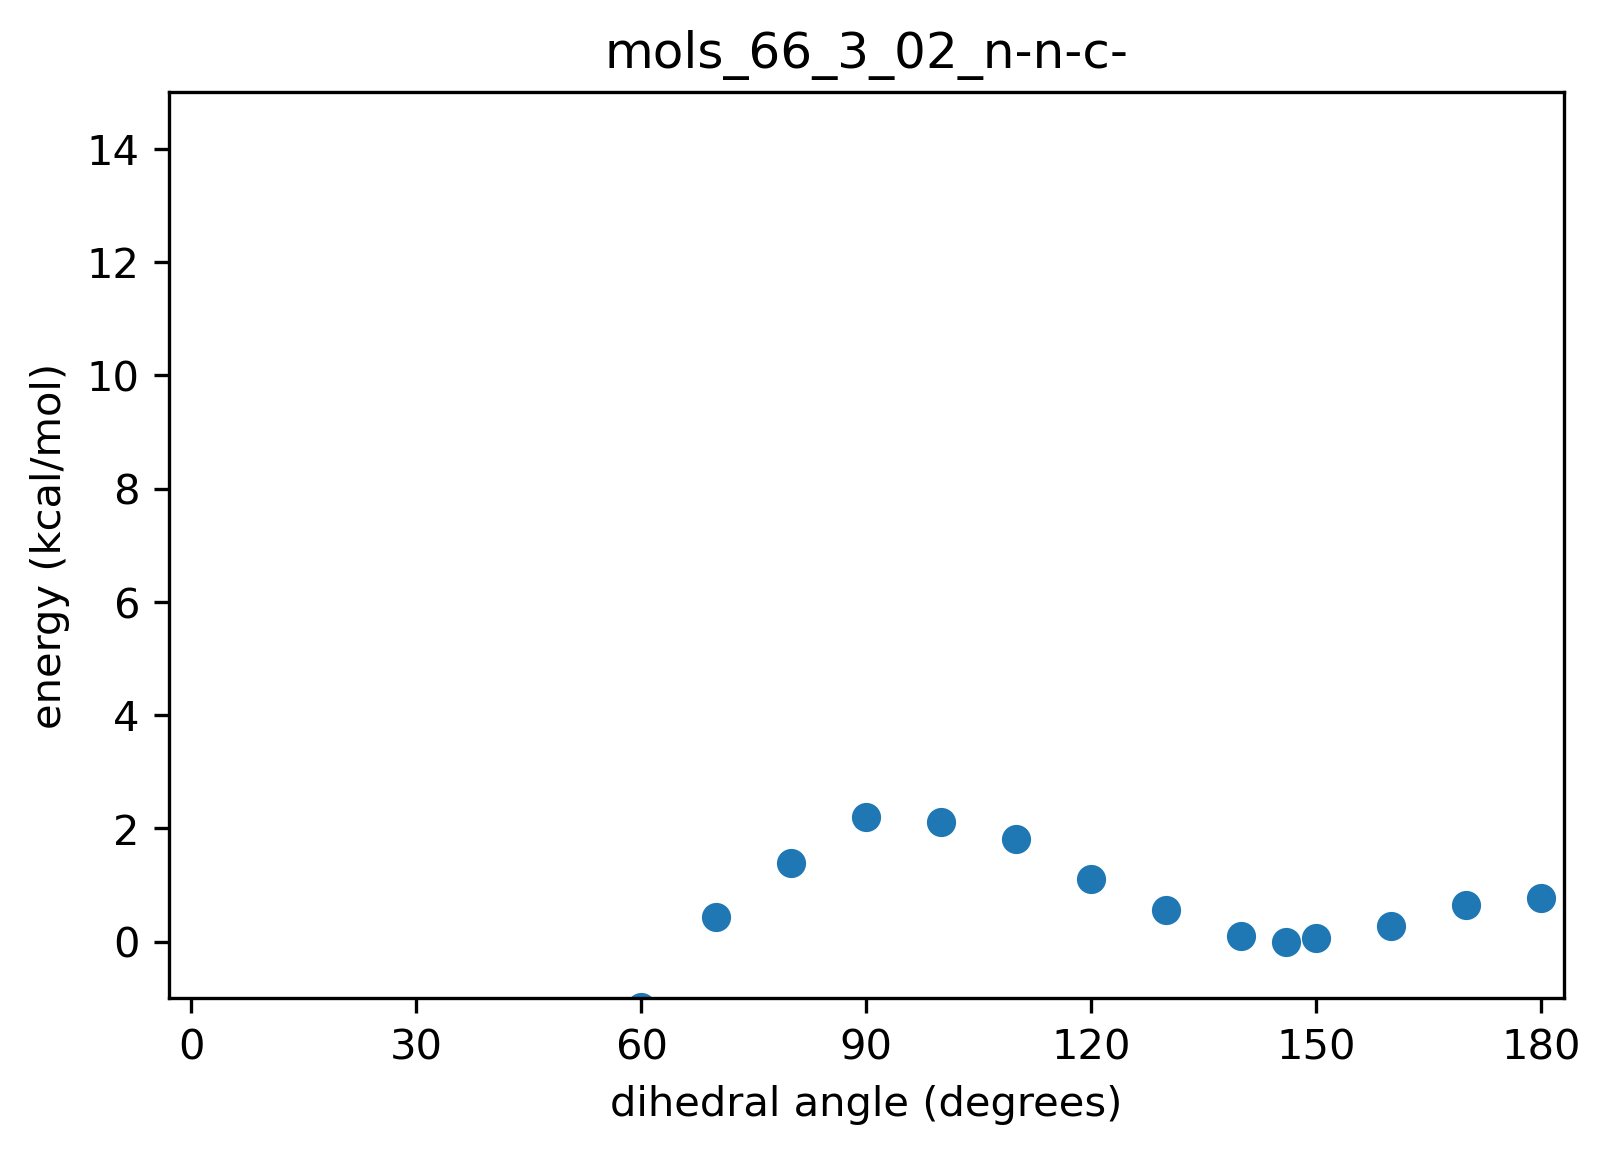 mols_66_3_02_n-n-c-
14
12
10
8
6
4
2
0
energy (kcal/mol)
0 30 60 90 120 150 180
dihedral angle (degrees)